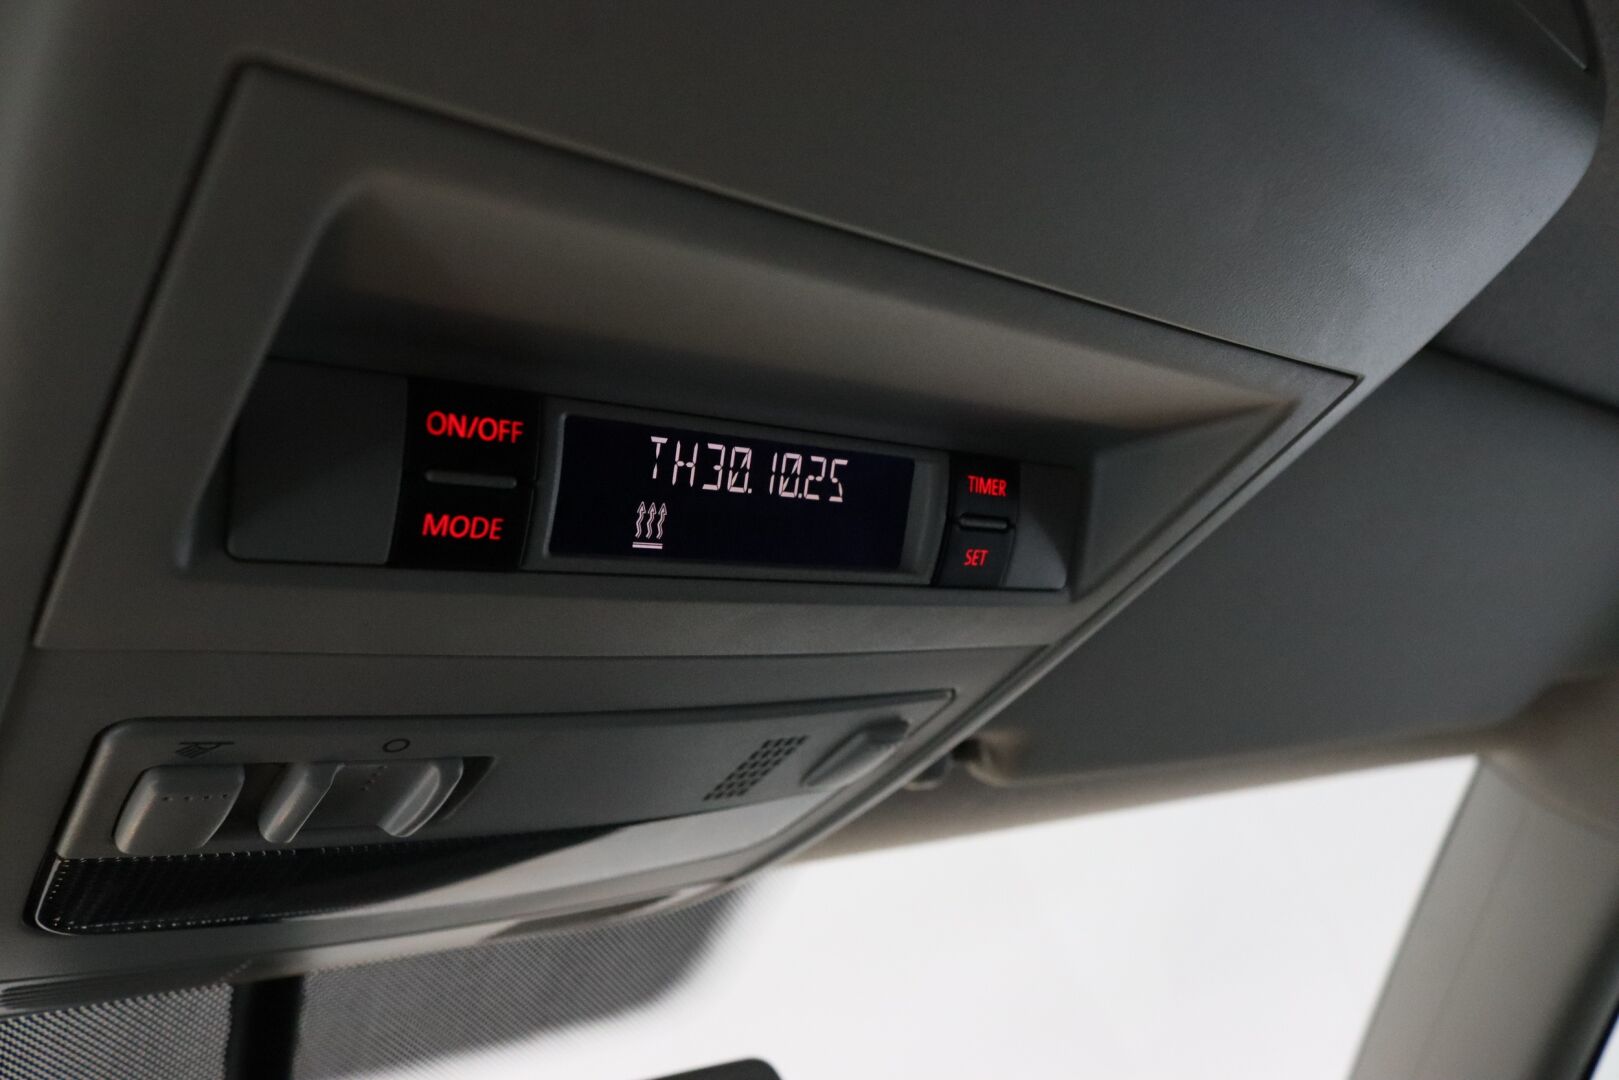 ON/OFF
MODE
TH30.10.25
TIMER
SET